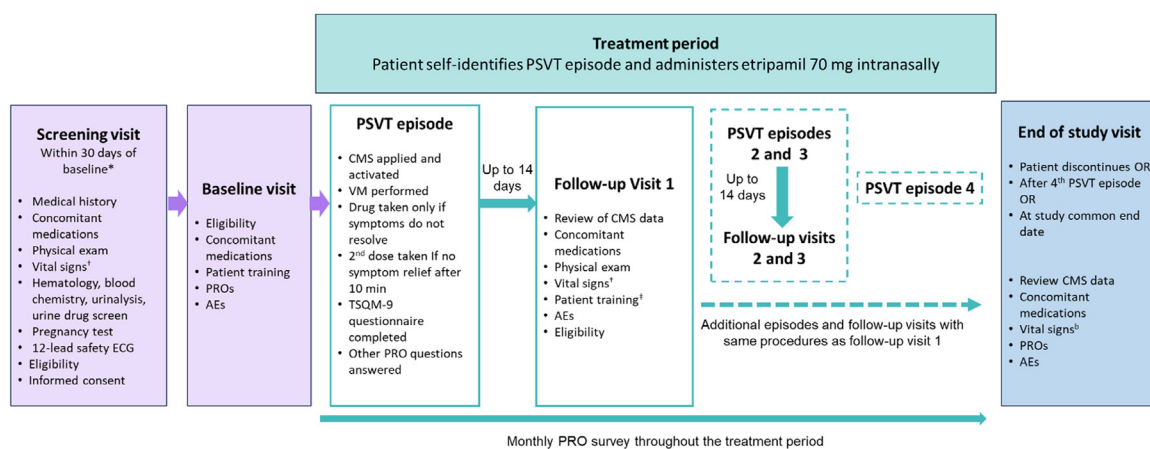 Treatment period
Patient self-identifies PSVT episode and administers etripamil 70 mg intranasally
Screening visit
Within 30 days of
baseline*
• Medical history
• Concomitant
medications
• Physical exam
• Vital signs†
• Hematology, blood
chemistry, urinalysis,
urine drug screen
• Pregnancy test
• 12-lead safety ECG
• Eligibility
• Informed consent
Baseline visit
• Eligibility
• Concomitant
medications
• Patient training
• PROs
• AEs
PSVT episode
• CMS applied and
activated
• VM performed
• Drug taken only if
symptoms do not
resolve
• 2nd dose taken If no
symptom relief after
10 min
• TSQM-9
questionnaire
completed
• Other PRO questions
answered
Up to 14
days
Follow-up Visit 1
• Review of CMS data
• Concomitant
medications
• Physical exam
• Vital signs†
• Patient training‡
• AEs
• Eligibility
PSVT episodes
2 and 3
Up to
14 days
Follow-up visits
2 and 3
PSVT episode 4
Additional episodes and follow-up visits with
same procedures as follow-up visit 1
End of study visit
• Patient discontinues OR
• After 4th PSVT episode
OR
• At study common end
date
• Review CMS data
• Concomitant
medications
• Vital signsb
• PROs
• AEs
Monthly PRO survey throughout the treatment period